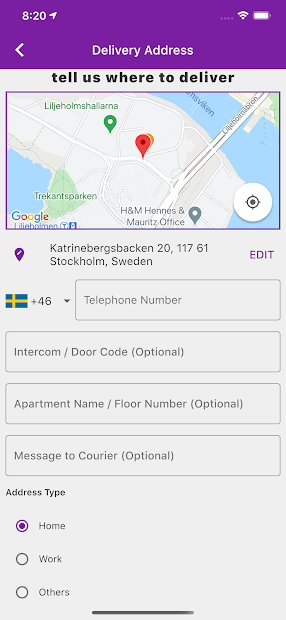 8:20
Delivery Address
tell us where to deliver
Liljeholmshallarna
Liljeholmsbron
Trekantsparken
Google
Liljeholmen
H&M Hennes &
Mauritz-Office
Katrinebergsbacken 20, 117 61
Stockholm, Sweden
EDIT
+46
Telephone Number
Intercom / Door Code (Optional)
Apartment Name / Floor Number (Optional)
Message to Courier (Optional)
Address Type
Home
Work
Others